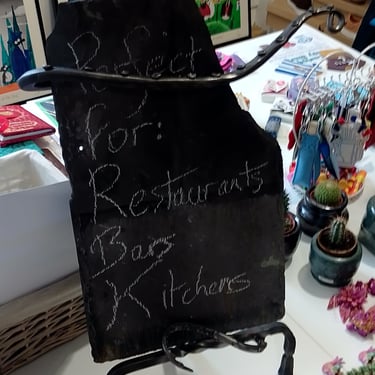 Perfect
For:
Restaurants
Bars
Kitchens